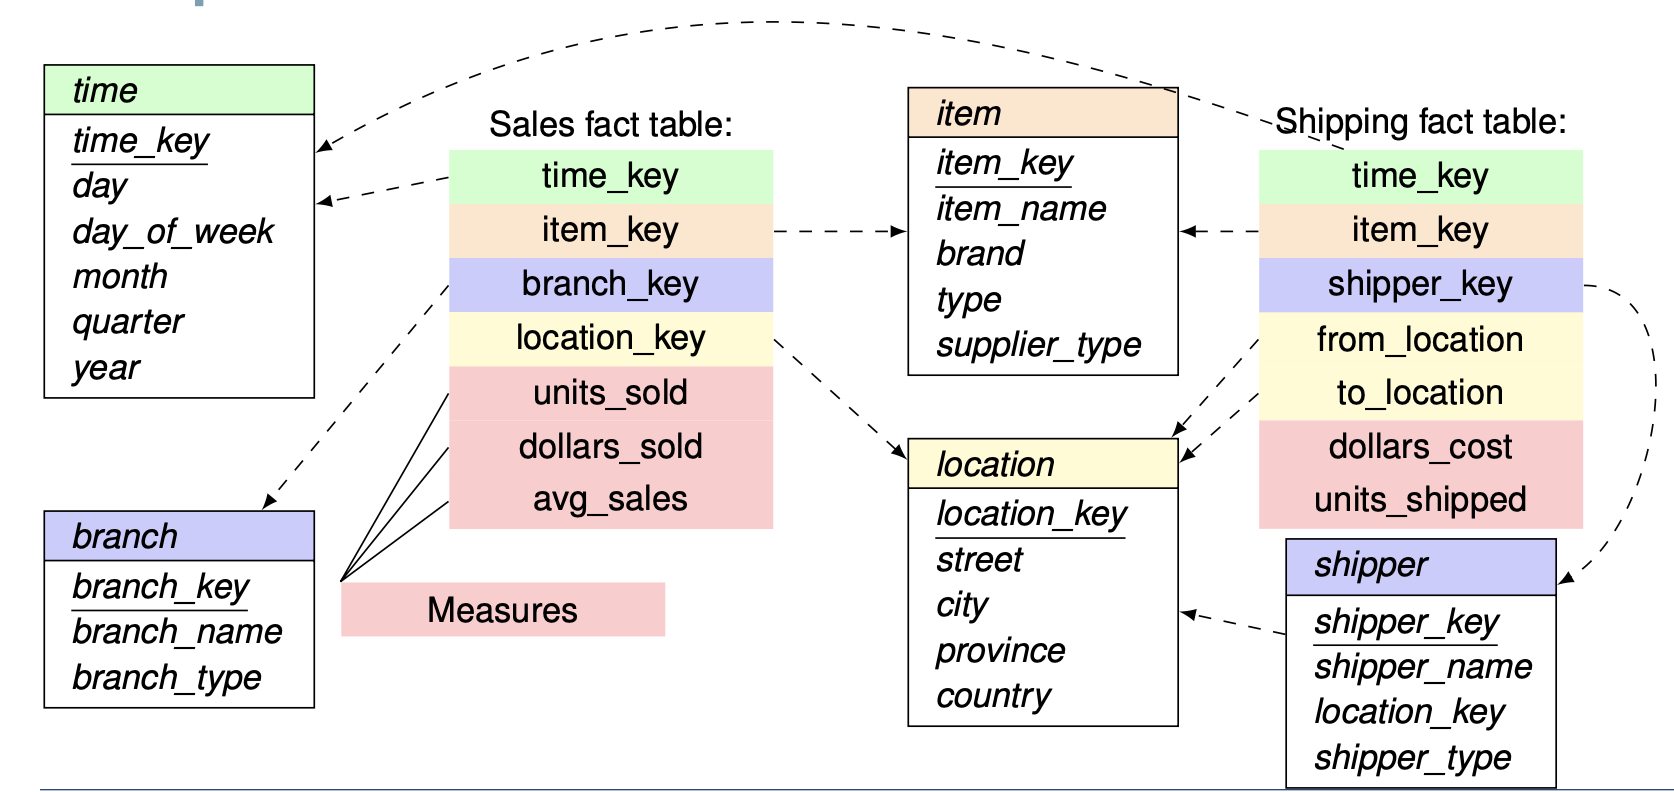 time
time_key
day
day_of_week
month
quarter
year
Sales fact table:
time_key
item_key
branch_key
location_key
units_sold
dollars_sold
avg_sales
Measures
branch
branch_key
branch_name
branch_type
item
item_key
item_name
brand
type
supplier_type
location
location_key
street
city
province
country
Shipping fact table:
time_key
item_key
shipper_key
from_location
to_location
dollars_cost
units_shipped
shipper
shipper_key
shipper_name
location_key
shipper_type